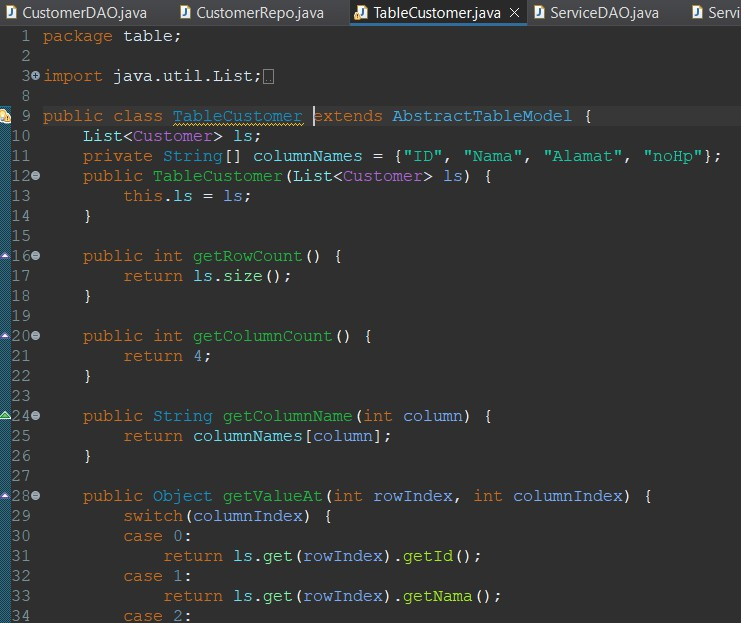 CustomerDAO.java CustomerRepo.java TableCustomer.java ServiceDAO.java Servi
1 package table;
2
3 import java.util.List;
8
9 public class TableCustomer extends AbstractTableModel {
10 List<Customer> ls;
11 private String[] columnNames = {"ID", "Nama", "Alamat", "noHp"};
12 public TableCustomer(List<Customer> ls) {
13 this.ls = ls;
14 }
15
16 public int getRowCount() {
17 return ls.size();
18 }
19
20 public int getColumnCount() {
21 return 4;
22 }
23
24 public String getColumnName(int column) {
25 return columnNames[column];
26 }
27
28 public Object getValueAt(int rowIndex, int columnIndex) {
29 switch(columnIndex) {
30 case 0:
31 return ls.get(rowIndex).getId();
32 case 1:
33 return ls.get(rowIndex).getNama();
34 case 2: